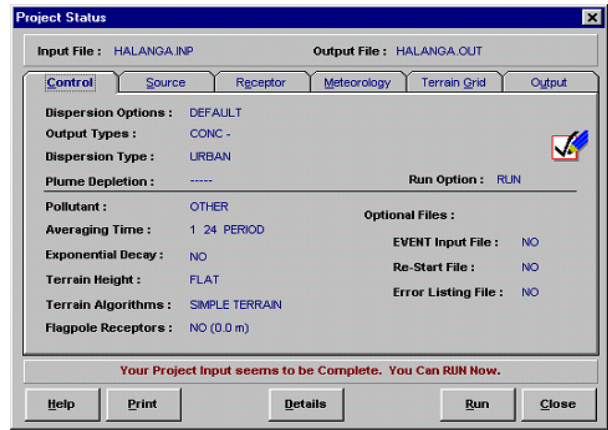 Project Status
Input File : HALANGA.INP Output File : HALANGA.OUT
Control Source Receptor Meteorology Terrain Grid Output
Dispersion Options : DEFAULT
Output Types : CONC -
Dispersion Type : URBAN
Plume Depletion : ----- Run Option : RUN
Pollutant : OTHER
Optional Files :
Averaging Time : 1 24 PERIOD
EVENT Input File : NO
Exponential Decay : NO
Re-Start File : NO
Terrain Height : FLAT
Error Listing File : NO
Terrain Algorithms : SIMPLE TERRAIN
Flagpole Receptors : NO (0.0 m)
Your Project Input seems to be Complete. You Can RUN Now.
Help Print Details Run Close